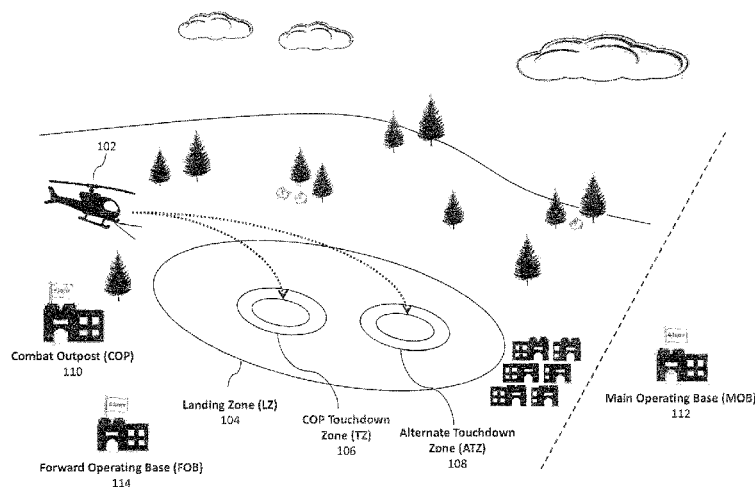 102
Combat Outpost (COP)
110
Landing Zone (LZ)
104
COP Touchdown
Zone (TZ)
106
Alternate Touchdown
Zone (ATZ)
108
Main Operating Base (MOB)
112
Forward Operating Base (FOB)
114